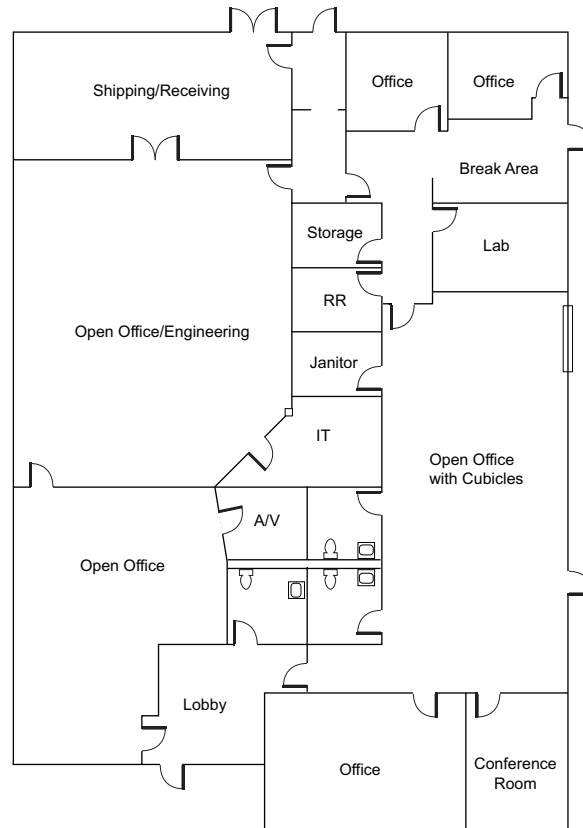 Shipping/Receiving
Office
Office
Break Area
Storage
Lab
RR
Open Office/Engineering
Janitor
IT
Open Office
with Cubicles
A/V
Open Office
Lobby
Office
Conference
Room